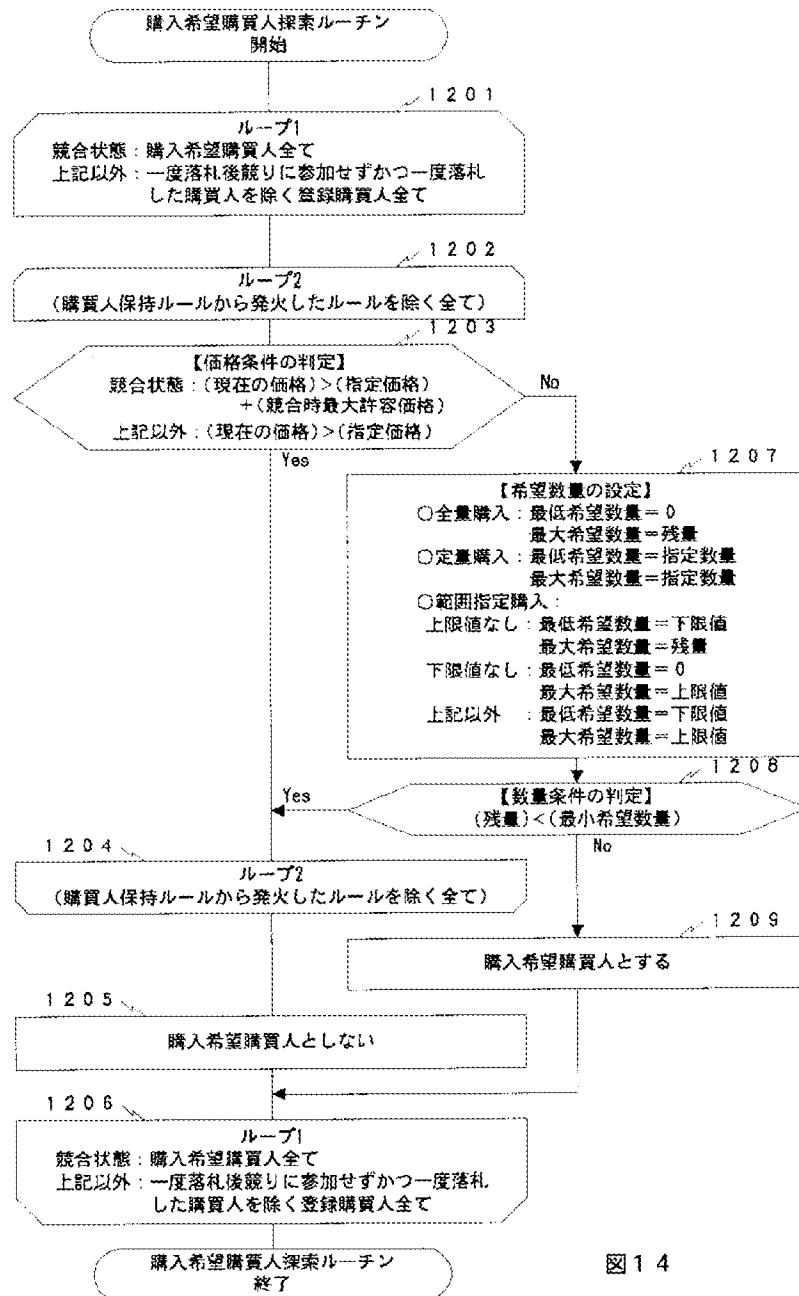 購入希望購買人探索ルーチン
開始
1201
ループ1
競合状態：購入希望購買人全て
上記以外：一度落札後競りに参加せずかつ一度落札
した購買人を除く登録購買人全て
1202
ループ2
（購買人保持ルールから発火したルールを除く全て）
1203
【価格条件の判定】
競合状態：（現在の価格）＞（指定価格）
＋（競合時最大許容価格）
上記以外：（現在の価格）＞（指定価格）
No
Yes
1207
【希望数量の設定】
○全量購入：最低希望数量＝0
最大希望数量＝残量
○定量購入：最低希望数量＝指定数量
最大希望数量＝指定数量
○範囲指定購入：
上限値なし：最低希望数量＝下限値
最大希望数量＝残量
下限値なし：最低希望数量＝0
最大希望数量＝上限値
上記以外　：最低希望数量＝下限値
最大希望数量＝上限値
1208
【数量条件の判定】
（残量）＜（最小希望数量）
Yes
No
1204
ループ2
（購買人保持ルールから発火したルールを除く全て）
1209
購入希望購買人とする
1205
購入希望購買人としない
1206
ループ1
競合状態：購入希望購買人全て
上記以外：一度落札後競りに参加せずかつ一度落札
した購買人を除く登録購買人全て
購入希望購買人探索ルーチン
終了
図14